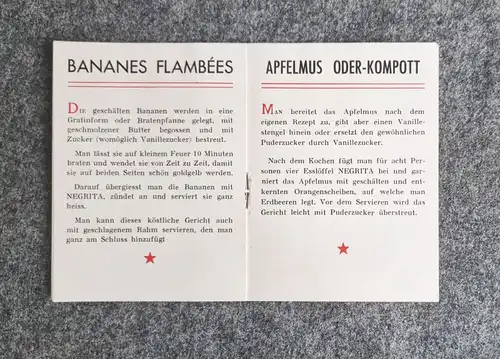 BANANES FLAMBÉES
DIE geschälten Bananen werden in eine
Gratinform oder Bratenpfanne gelegt, mit
geschmolzener Butter begossen und mit
Zucker (womöglich Vanillezucker) bestreut.
Man lässt sie auf kleinem Feuer 10 Minuten
braten und wendet sie von Zeit zu Zeit, damit
sie auf beiden Seiten schön goldgelb werden.
Darauf übergiesst man die Bananen mit
NEGRITA, zündet an und serviert sie ganz
heiss.
Man kann dieses köstliche Gericht auch
mit geschlagenem Rahm servieren, den man
ganz am Schluss hinzufügt
APFELMUS ODER-KOMPOTT
MAN bereitet das Apfelmus nach dem
eigenen Rezept zu, gibt aber einen Vanille-
stengel hinein oder ersetzt den gewöhnlichen
Puderzucker durch Vanillezucker.
Nach dem Kochen fügt man für acht Per-
sonen vier Esslöffel NEGRITA bei und gar-
niert das Apfelmus mit geschälten und ent-
kernten Orangenscheiben, auf welche man
Erdbeeren legt. Vor dem Servieren wird das
Gericht leicht mit Puderzucker überstreut.